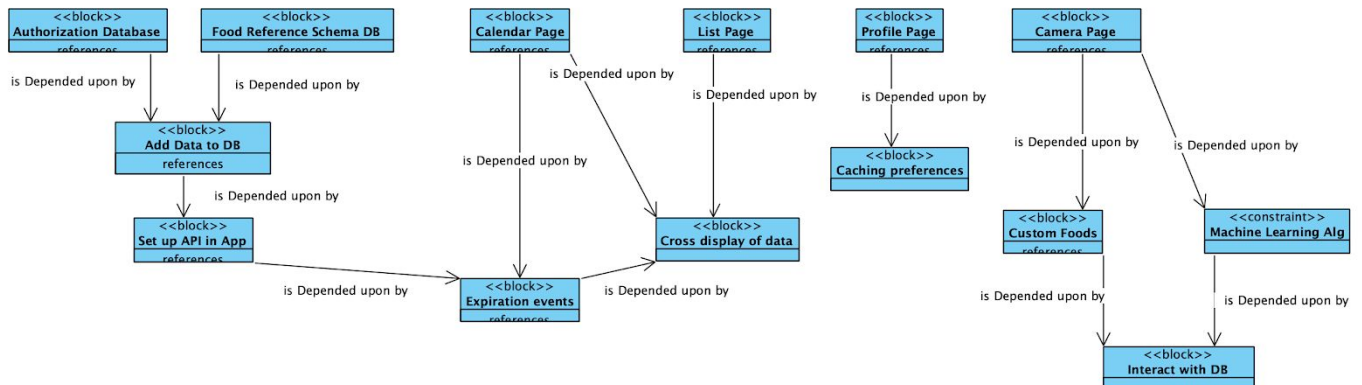 <<block>>
Authorization Database
references
<<block>>
Food Reference Schema DB
references
<<block>>
Calendar Page
references
<<block>>
List Page
references
<<block>>
Profile Page
references
<<block>>
Camera Page
references
is Depended upon by
is Depended upon by
is Depended upon by
is Depended upon by
is Depended upon by
<<block>>
Add Data to DB
references
is Depended upon by
is Depended upon by
is Depended upon by
<<block>>
Caching preferences
is Depended upon by
<<block>>
Set up API in App
references
<<block>>
Cross display of data
<<block>>
Custom Foods
references
<<constraint>>
Machine Learning Alg
<<block>>
Expiration events
references
is Depended upon by
is Depended upon by
is Depended upon by
is Depended upon by
<<block>>
Interact with DB